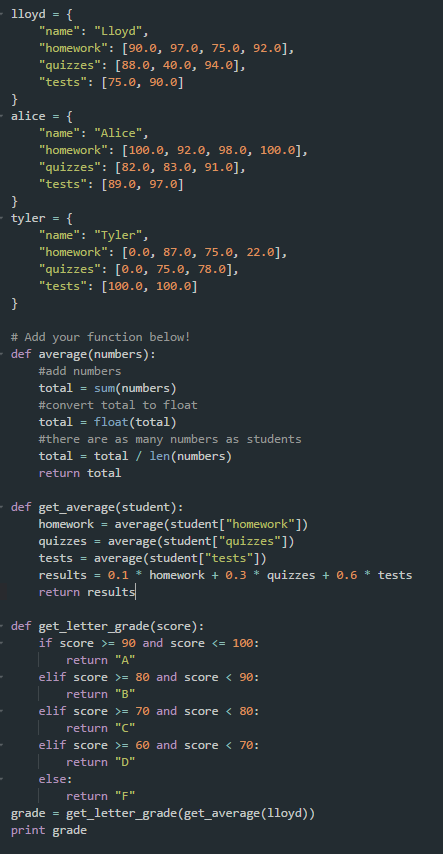 lloyd = {
    "name": "Lloyd",
    "homework": [90.0, 97.0, 75.0, 92.0],
    "quizzes": [88.0, 40.0, 94.0],
    "tests": [75.0, 90.0]
}
alice = {
    "name": "Alice",
    "homework": [100.0, 92.0, 98.0, 100.0],
    "quizzes": [82.0, 83.0, 91.0],
    "tests": [89.0, 97.0]
}
tyler = {
    "name": "Tyler",
    "homework": [0.0, 87.0, 75.0, 22.0],
    "quizzes": [0.0, 75.0, 78.0],
    "tests": [100.0, 100.0]
}

# Add your function below!
def average(numbers):
    #add numbers
    total = sum(numbers)
    #convert total to float
    total = float(total)
    #there are as many numbers as students
    total = total / len(numbers)
    return total

def get_average(student):
    homework = average(student["homework"])
    quizzes = average(student["quizzes"])
    tests = average(student["tests"])
    results = 0.1 * homework + 0.3 * quizzes + 0.6 * tests
    return results

def get_letter_grade(score):
    if score >= 90 and score <= 100:
        return "A"
    elif score >= 80 and score < 90:
        return "B"
    elif score >= 70 and score < 80:
        return "C"
    elif score >= 60 and score < 70:
        return "D"
    else:
        return "F"
grade = get_letter_grade(get_average(lloyd))
print grade